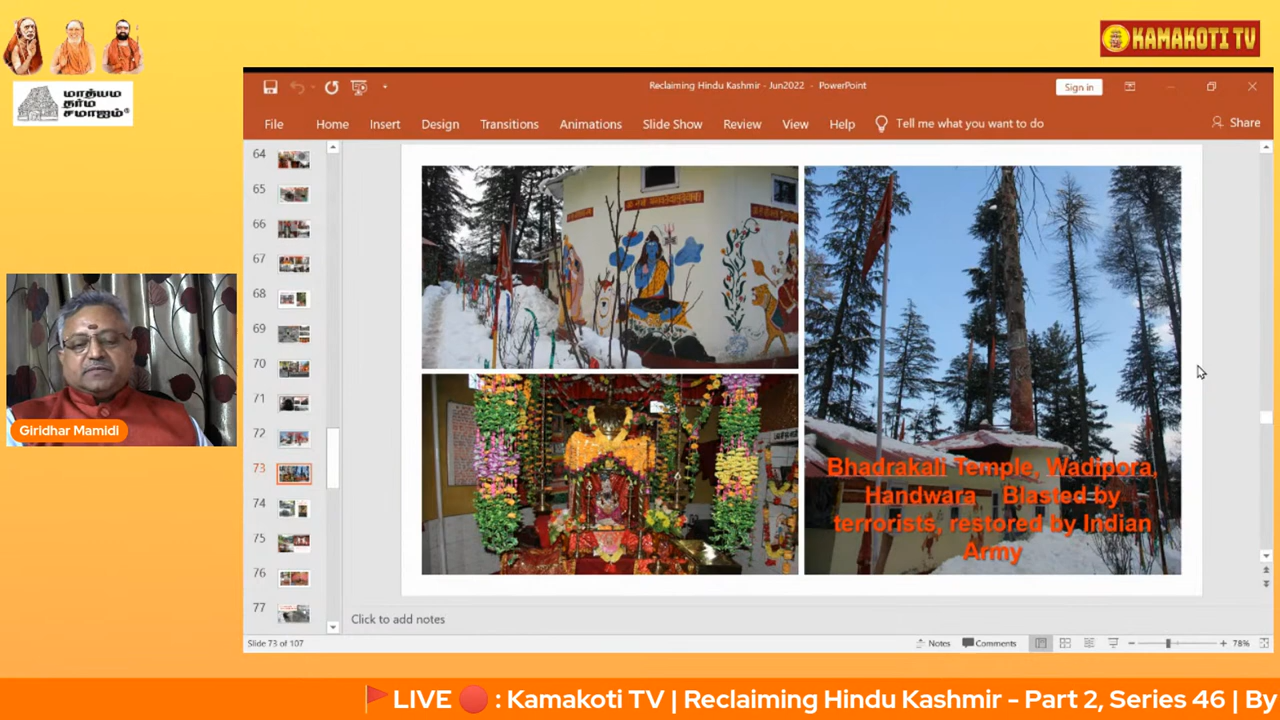 KAMAKOTI TV
மாத்யம
தர்ம
சமாஜம்®
Reclaiming Hindu Kashmir - Jun2022 - PowerPoint
Sign in
File Home Insert Design Transitions Animations Slide Show Review View Help Tell me what you want to do Share
64
65
66
67
68
69
70
71
72
73
74
75
76
77
Bhadrakali Temple, Wadipora,
Handwara Blasted by
terrorists, restored by Indian
Army
Giridhar Mamidi
Click to add notes
Slide 73 of 107
Notes Comments 78%
LIVE : Kamakoti TV | Reclaiming Hindu Kashmir - Part 2, Series 46 | By